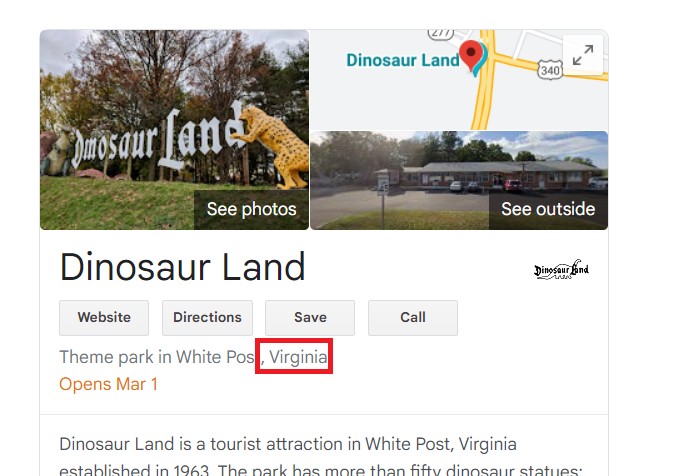 277
Dinosaur Land
340
Dinosaur Land
See photos
See outside
Dinosaur Land
Dinosaur Land
Website
Directions
Save
Call
Theme park in White Pos, Virginia
Opens Mar 1
Dinosaur Land is a tourist attraction in White Post, Virginia
established in 1963. The park has more than fifty dinosaur statues;